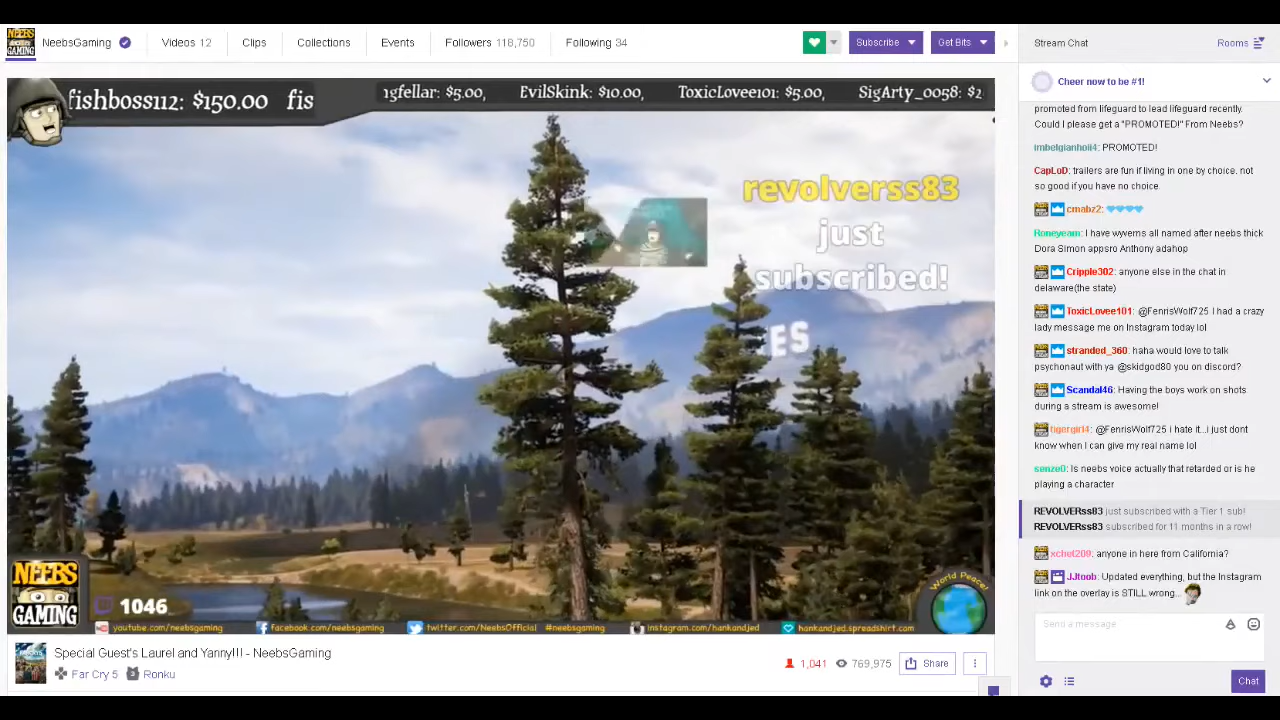 NeebsGaming
Videos 12
Clips
Collections
Events
Followers 118,750
Following 34
Subscribe
Get Bits
Stream Chat
Rooms
Cheer now to be #1!
fishboss112: $150.00 fis
EvilSkink: $10.00,
ToxicLovee101: $5.00,
SigArty_0058:
revolverss83
just
subscribed!
ES
NEEBS
GAMING
1046
World Peace!
youtube.com/neebsgaming
facebook.com/neebsgaming
twitter.com/NeebsOfficial #neebsgaming
instagram.com/hankandjed
hankandjed.spreadshirt.com
Special Guest's Laurel and Yanny!!! - NeebsGaming
Far Cry 5
Ronku
1,041
769,975
Share
promoted from lifeguard to lead lifeguard recently.
Could I please get a "PROMOTED!" From Neebs?
imbelgianhoii4: PROMOTED!
CapLoD: trailers are fun if living in one by choice. not
so good if you have no choice.
cmabz2:
Roneyeam: I have wyverns all named after neebs thick
Dora Simon appsro Anthony adahop
Cripple302: anyone else in the chat in
delaware(the state)
ToxicLovee101: @FenrisWolf725 i had a crazy
lady message me on Instagram today lol
stranded_360: haha would love to talk
psychonaut with ya @skidgod80 you on discord?
Scandal46: Having the boys work on shots
during a stream is awesome!
tigergirl4: @FenrisWolf725 i hate it...i just dont
know when I can give my real name lol
senze0: Is neebs voice actually that retarded or is he
playing a character
REVOLVERss83 just subscribed with a Tier 1 sub!
REVOLVERss83 subscribed for 11 months in a row!
xchet209: anyone in here from California?
JJtoob: Updated everything, but the Instagram
link on the overlay is STILL wrong...
Send a message
Chat